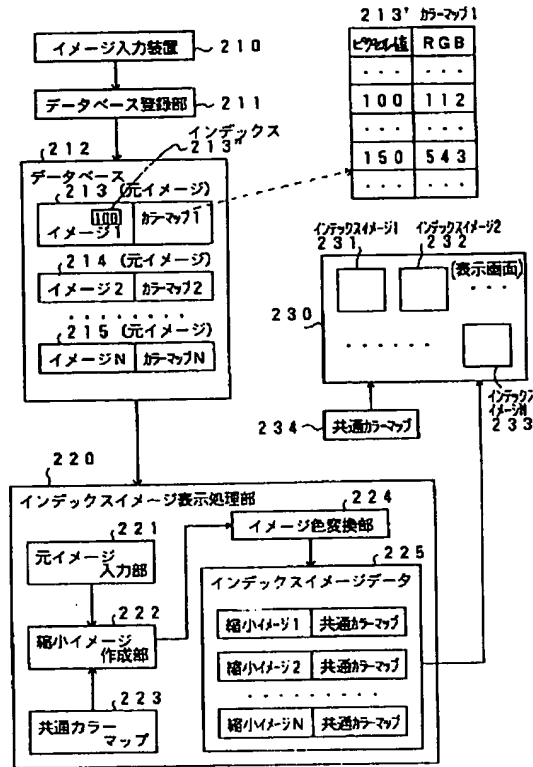 イメージ入力装置 210
データベース登録部 211
インデックス
213"
212
データベース
213 (元イメージ)
100
イメージ1 カラーマップ1
214 (元イメージ)
イメージ2 カラーマップ2
. . . . . . . . .
215 (元イメージ)
イメージN カラーマップN
213' カラーマップ1
ピクセル値 RGB
. . . . . .
100 112
. . . . . .
150 543
. . . . . .
インデックスイメージ1 インデックスイメージ2
231 232
(表示画面)
. . .
230
. . . . . .
インデックス
イメージN
233
234 共通カラーマップ
220
インデックスイメージ表示処理部
221
元イメージ
入力部
222
縮小イメージ
作成部
223
共通カラー
マップ
224
イメージ色変換部
225
インデックスイメージデータ
縮小イメージ1 共通カラーマップ
縮小イメージ2 共通カラーマップ
. . . . . . . . .
縮小イメージN 共通カラーマップ